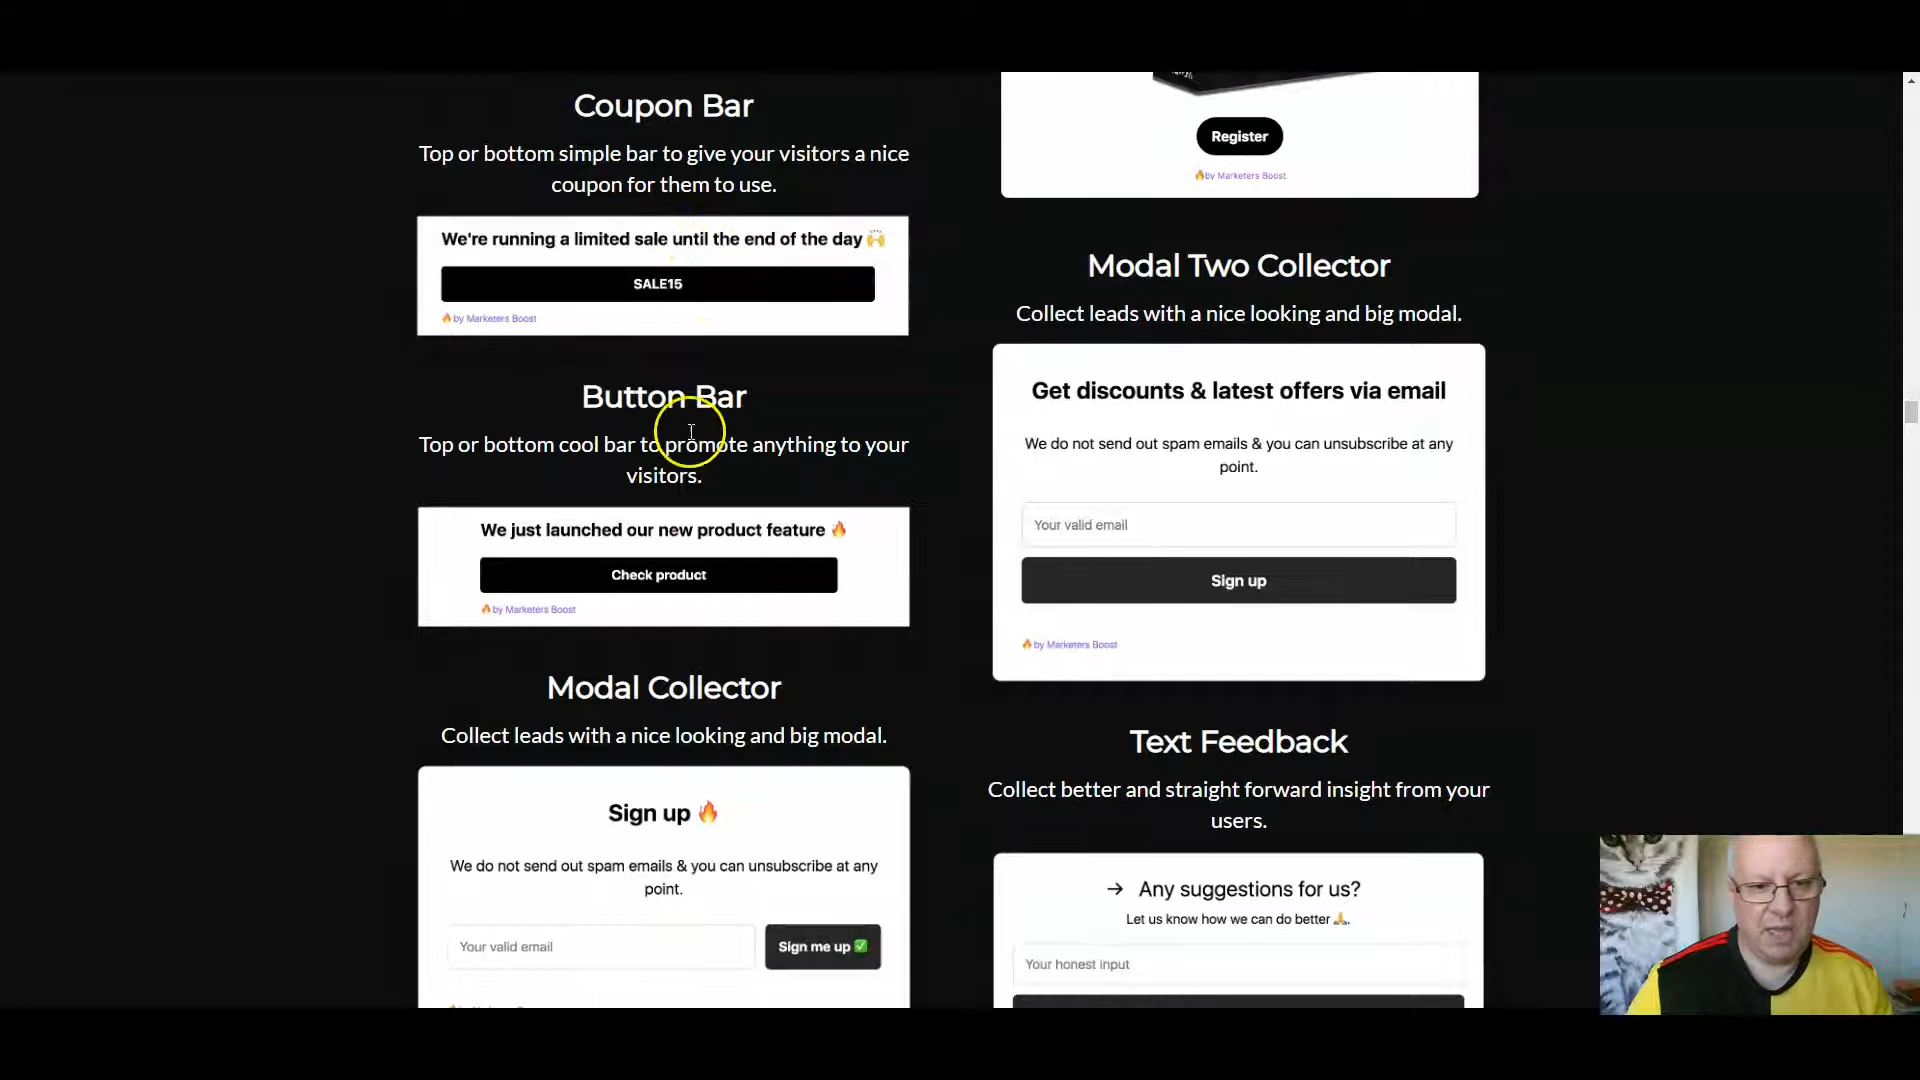 Coupon Bar
Top or bottom simple bar to give your visitors a nice
coupon for them to use.
We're running a limited sale until the end of the day 🙌
SALE15
🔥by Marketers Boost
Button Bar
Top or bottom cool bar to promote anything to your
visitors.
We just launched our new product feature 🔥
Check product
🔥by Marketers Boost
Modal Collector
Collect leads with a nice looking and big modal.
Sign up 🔥
We do not send out spam emails & you can unsubscribe at any
point.
Your valid email
Sign me up ✅
Register
🔥by Marketers Boost
Modal Two Collector
Collect leads with a nice looking and big modal.
Get discounts & latest offers via email
We do not send out spam emails & you can unsubscribe at any
point.
Your valid email
Sign up
🔥by Marketers Boost
Text Feedback
Collect better and straight forward insight from your
users.
→ Any suggestions for us?
Let us know how we can do better 🙏.
Your honest input